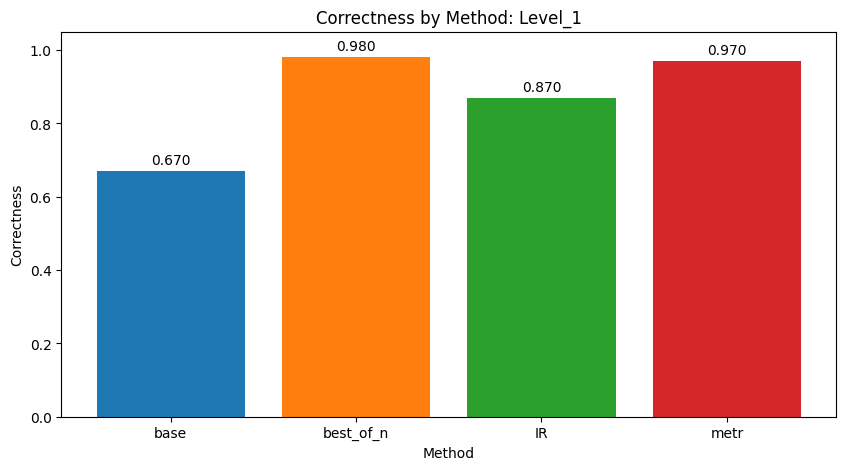 Correctness by Method: Level_1
1.0
0.8
0.6
0.4
0.2
0.0
Correctness
0.670
0.980
0.870
0.970
base
best_of_n
IR
metr
Method